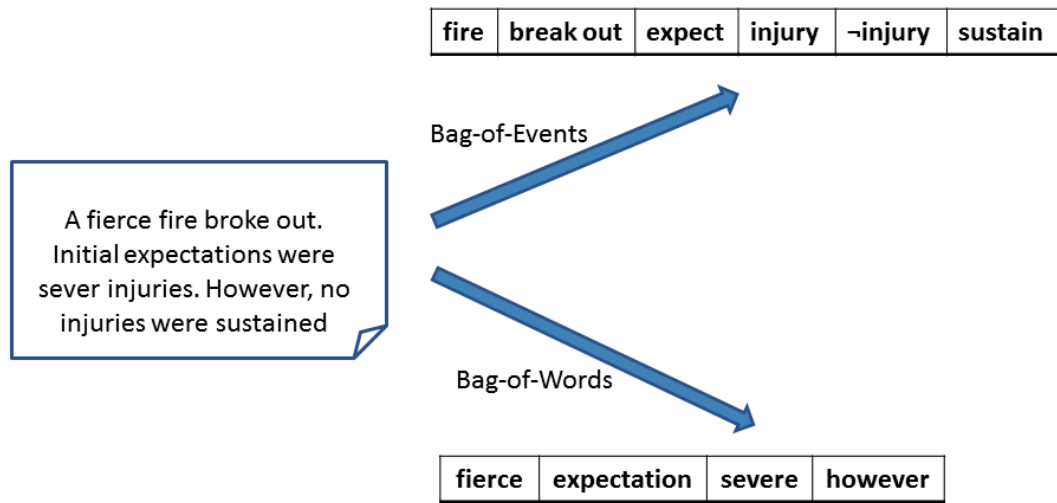 fire break out expect injury ¬injury sustain
Bag-of-Events
A fierce fire broke out.
Initial expectations were
sever injuries. However, no
injuries were sustained
Bag-of-Words
fierce expectation severe however